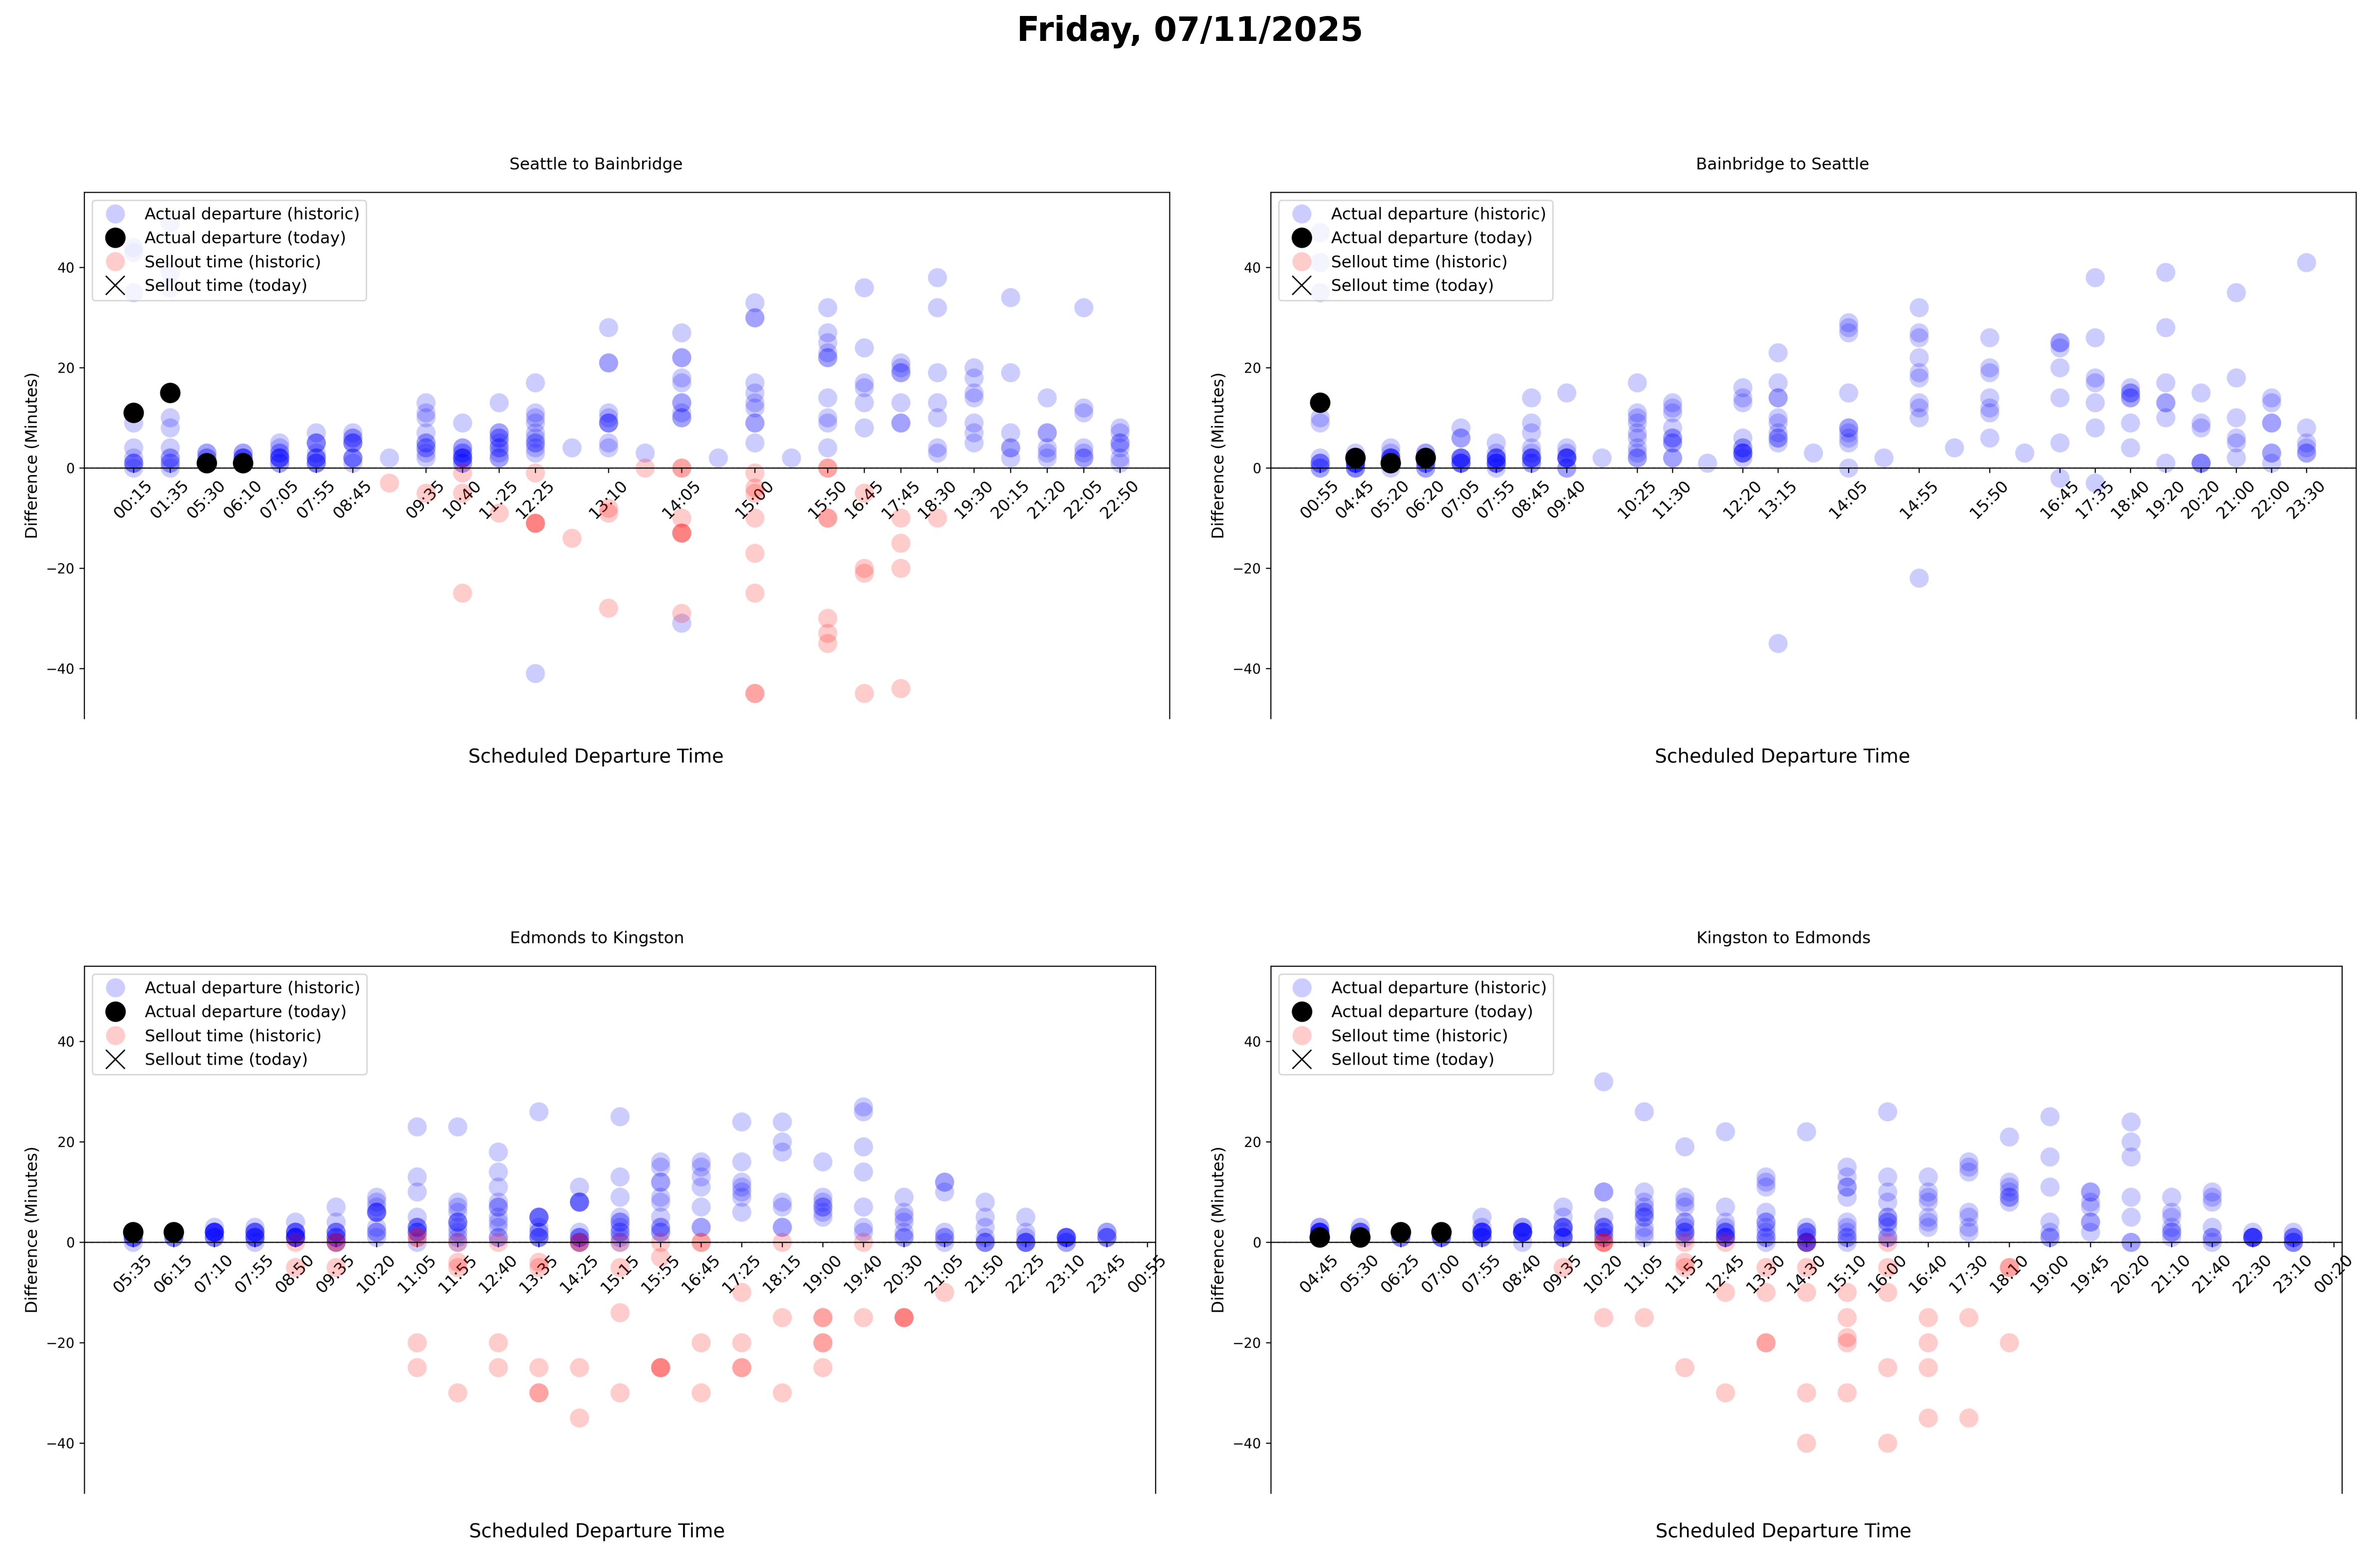 Friday, 07/11/2025
Seattle to Bainbridge
Actual departure (historic)
Actual departure (today)
Sellout time (historic)
Sellout time (today)
Difference (Minutes)
40
20
0
−20
−40
00:15 01:35 05:30 06:10 07:05 07:55 08:45 09:35 10:40 11:25 12:25 13:10 14:05 15:00 15:50 16:45 17:45 18:30 19:30 20:15 21:20 22:05 22:50
Scheduled Departure Time
Bainbridge to Seattle
Actual departure (historic)
Actual departure (today)
Sellout time (historic)
Sellout time (today)
Difference (Minutes)
40
20
0
−20
−40
00:55 04:45 05:20 06:20 07:05 07:55 08:45 09:40 10:25 11:30 12:20 13:15 14:05 14:55 15:50 16:45 17:35 18:40 19:20 20:20 21:00 22:00 23:30
Scheduled Departure Time
Edmonds to Kingston
Actual departure (historic)
Actual departure (today)
Sellout time (historic)
Sellout time (today)
Difference (Minutes)
40
20
0
−20
−40
05:35 06:15 07:10 07:55 08:50 09:35 10:20 11:05 11:55 12:40 13:35 14:25 15:15 15:55 16:45 17:25 18:15 19:00 19:40 20:30 21:05 21:50 22:25 23:10 23:45 00:55
Scheduled Departure Time
Kingston to Edmonds
Actual departure (historic)
Actual departure (today)
Sellout time (historic)
Sellout time (today)
Difference (Minutes)
40
20
0
−20
−40
04:45 05:30 06:25 07:00 07:55 08:40 09:35 10:20 11:05 11:55 12:45 13:30 14:30 15:10 16:00 16:40 17:30 18:10 19:00 19:45 20:20 21:10 21:40 22:30 23:10 00:20
Scheduled Departure Time